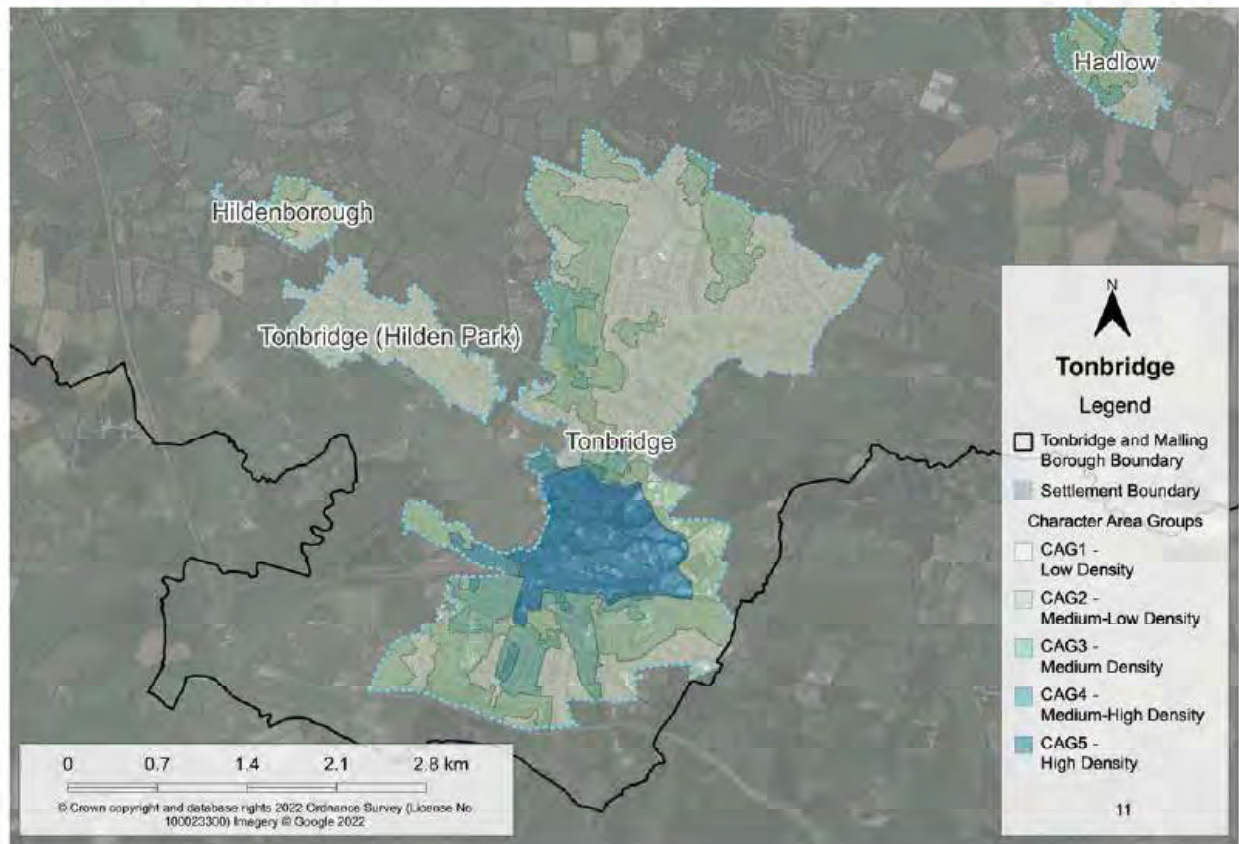 Hadlow
Hildenborough
Tonbridge (Hilden Park)
Tonbridge
N
Tonbridge
Legend
Tonbridge and Malling
Borough Boundary
Settlement Boundary
Character Area Groups
CAG1 -
Low Density
CAG2 -
Medium-Low Density
CAG3 -
Medium Density
CAG4 -
Medium-High Density
CAG5 -
High Density
11
0 0.7 1.4 2.1 2.8 km
© Crown copyright and database rights 2022 Ordnance Survey (License No
100023300) Imagery © Google 2022